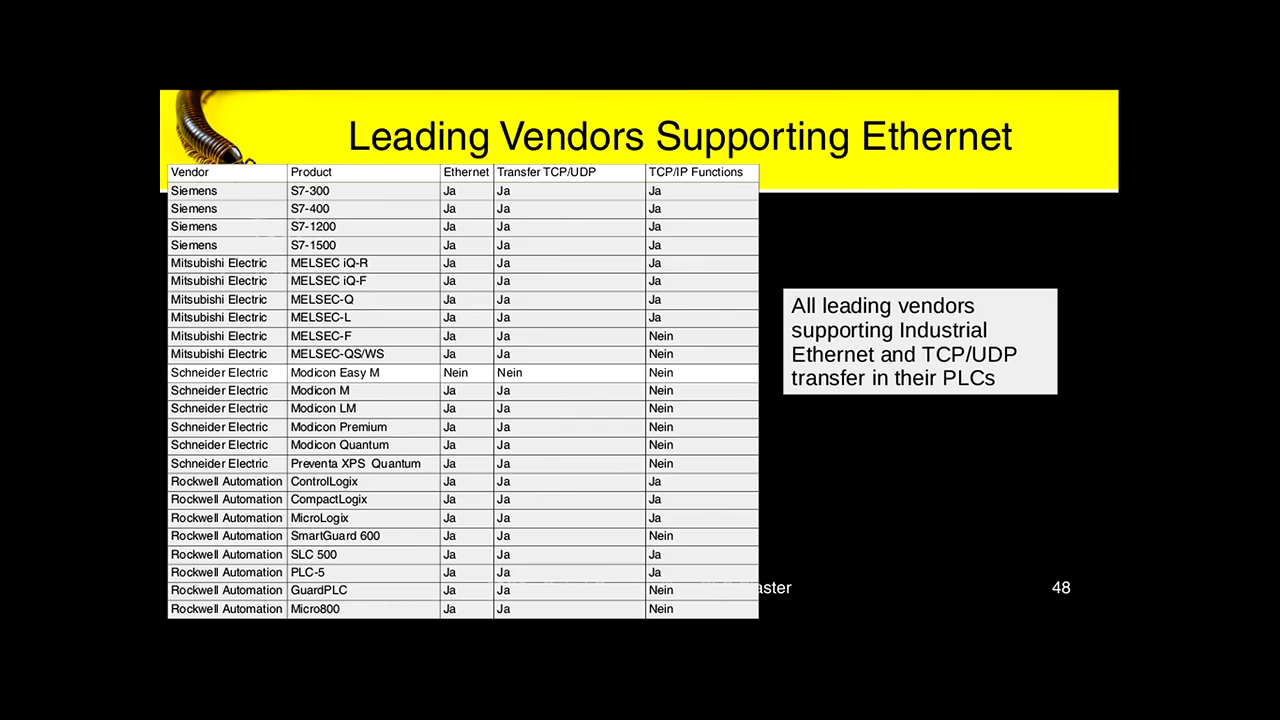 Leading Vendors Supporting Ethernet
Vendor Product Ethernet Transfer TCP/UDP TCP/IP Functions
Siemens S7-300 Ja Ja Ja
Siemens S7-400 Ja Ja Ja
Siemens S7-1200 Ja Ja Ja
Siemens S7-1500 Ja Ja Ja
Mitsubishi Electric MELSEC iQ-R Ja Ja Ja
Mitsubishi Electric MELSEC iQ-F Ja Ja Ja
Mitsubishi Electric MELSEC-Q Ja Ja Ja
Mitsubishi Electric MELSEC-L Ja Ja Ja
Mitsubishi Electric MELSEC-F Ja Ja Nein
Mitsubishi Electric MELSEC-QS/WS Ja Ja Nein
Schneider Electric Modicon Easy M Nein Nein Nein
Schneider Electric Modicon M Ja Ja Nein
Schneider Electric Modicon LM Ja Ja Nein
Schneider Electric Modicon Premium Ja Ja Nein
Schneider Electric Modicon Quantum Ja Ja Nein
Schneider Electric Preventa XPS Quantum Ja Ja Nein
Rockwell Automation ControlLogix Ja Ja Ja
Rockwell Automation CompactLogix Ja Ja Ja
Rockwell Automation MicroLogix Ja Ja Ja
Rockwell Automation SmartGuard 600 Ja Ja Nein
Rockwell Automation SLC 500 Ja Ja Ja
Rockwell Automation PLC-5 Ja Ja Ja
Rockwell Automation GuardPLC Ja Ja Nein
Rockwell Automation Micro800 Ja Ja Nein
All leading vendors
supporting Industrial
Ethernet and TCP/UDP
transfer in their PLCs
48